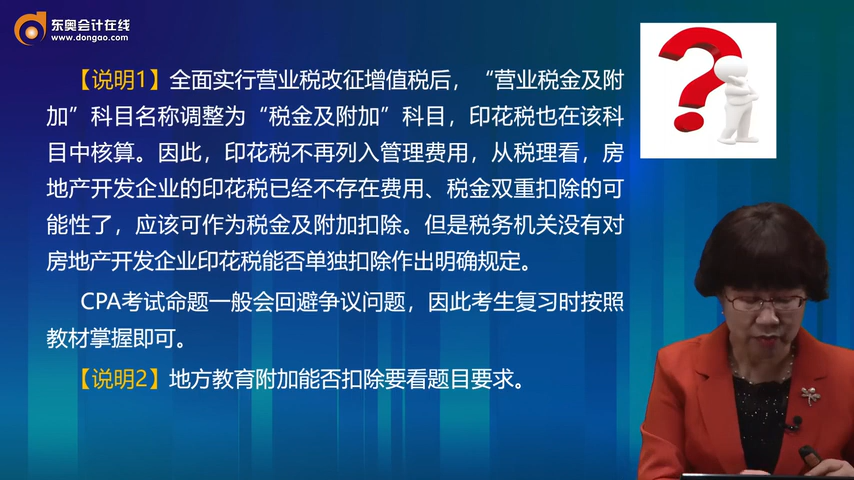 东奥会计在线
www.dongao.com
【说明1】全面实行营业税改征增值税后，“营业税金及附
加”科目名称调整为“税金及附加”科目，印花税也在该科
目中核算。因此，印花税不再列入管理费用，从税理看，房
地产开发企业的印花税已经不存在费用、税金双重扣除的可
能性了，应该可作为税金及附加扣除。但是税务机关没有对
房地产开发企业印花税能否单独扣除作出明确规定。
CPA考试命题一般会回避争议问题，因此考生复习时按照
教材掌握即可。
【说明2】地方教育附加能否扣除要看题目要求。